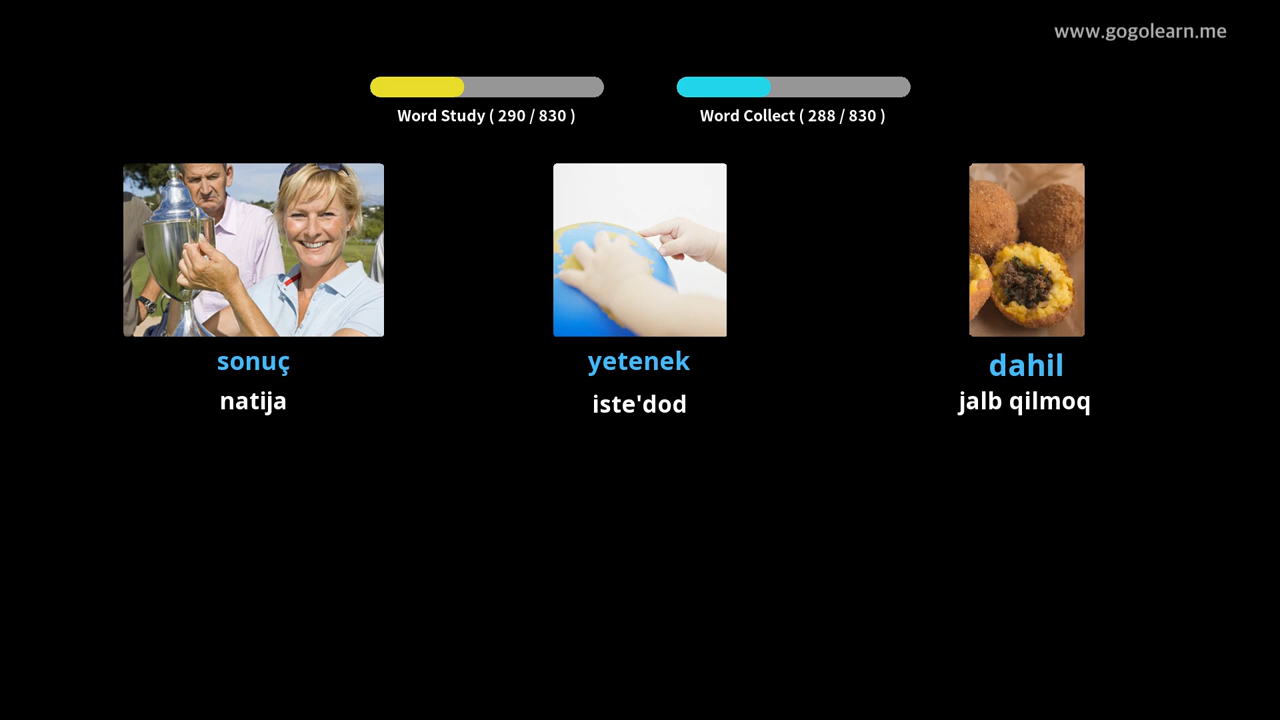 www.gogolearn.me
Word Study ( 290 / 830 )
Word Collect ( 288 / 830 )
sonuç
natija
yetenek
iste'dod
dahil
jalb qilmoq